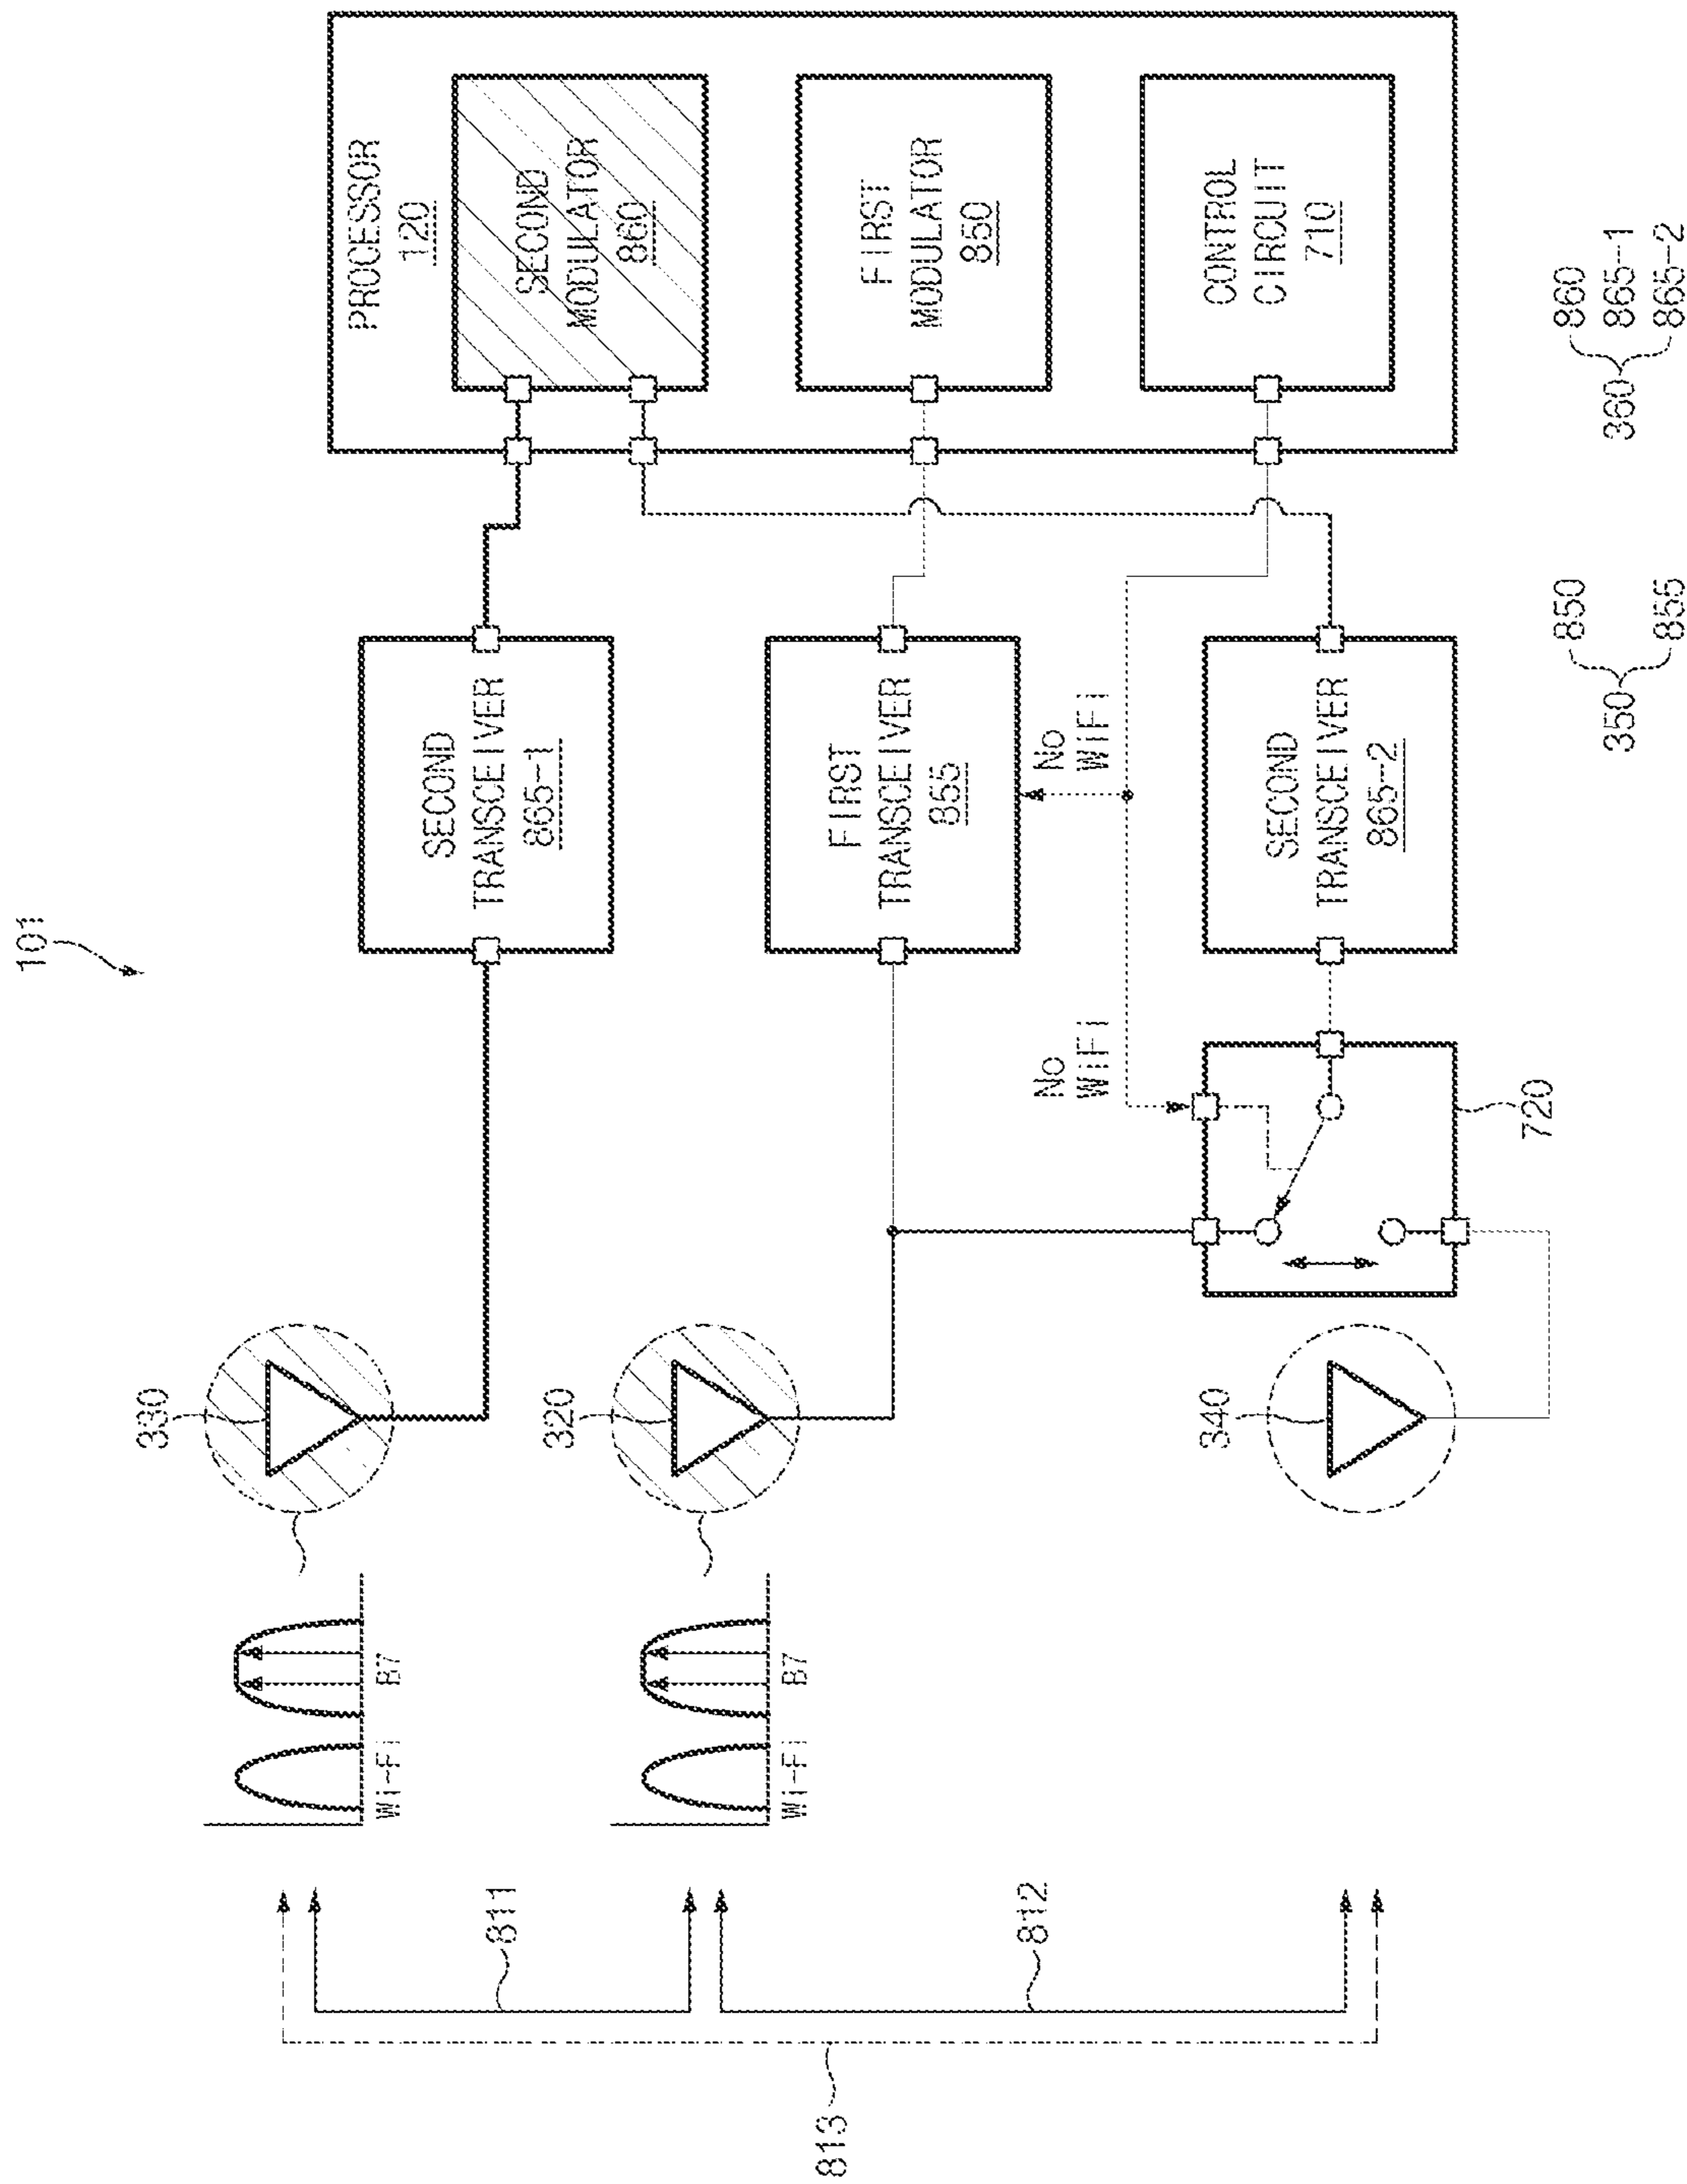 101
PROCESSOR
120
SECOND
MODULATOR
860
FIRST
MODULATOR
850
CONTROL
CIRCUIT
710
SECOND
TRANSCEIVER
865-1
FIRST
TRANSCEIVER
855
SECOND
TRANSCEIVER
865-2
No
WiFi
No
WiFi
720
330
320
340
Wi-Fi B7
Wi-Fi B7
811
812
813
350 850
855
360 860
865-1
865-2